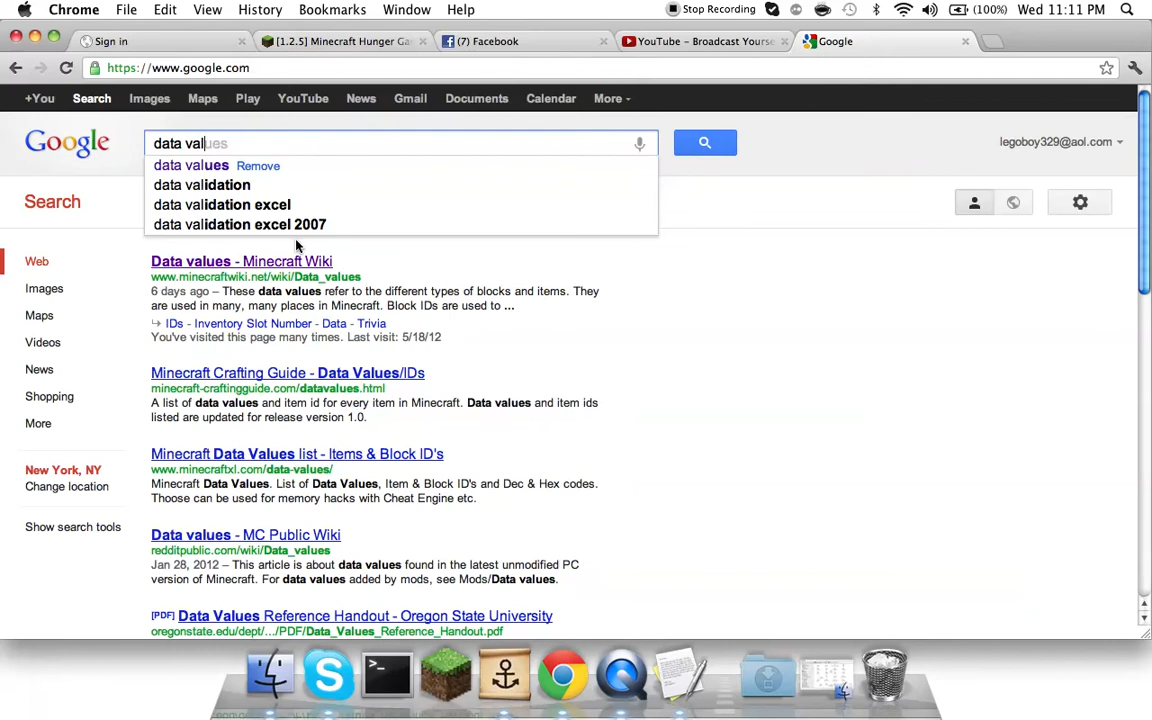 Chrome File Edit View History Bookmarks Window Help Stop Recording (100%) Wed 11:11 PM
Sign in [1.2.5] Minecraft Hunger Ga (7) Facebook YouTube - Broadcast Yourse Google
https://www.google.com
+You Search Images Maps Play YouTube News Gmail Documents Calendar More
Google data values legoboy329@aol.com
data values Remove
data validation
data validation excel
data validation excel 2007
Search
Web
Images
Maps
Videos
News
Shopping
More
New York, NY
Change location
Show search tools
Data values - Minecraft Wiki
www.minecraftwiki.net/wiki/Data_values
6 days ago – These data values refer to the different types of blocks and items. They
are used in many, many places in Minecraft. Block IDs are used to ...
IDs - Inventory Slot Number - Data - Trivia
You've visited this page many times. Last visit: 5/18/12
Minecraft Crafting Guide - Data Values/IDs
minecraft-craftingguide.com/datavalues.html
A list of data values and item id for every item in Minecraft. Data values and item ids
listed are updated for release version 1.0.
Minecraft Data Values list - Items & Block ID's
www.minecraftxl.com/data-values/
Minecraft Data Values. List of Data Values, Item & Block ID's and Dec & Hex codes.
Thoose can be used for memory hacks with Cheat Engine etc.
Data values - MC Public Wiki
redditpublic.com/wiki/Data_values
Jan 28, 2012 – This article is about data values found in the latest unmodified PC
version of Minecraft. For data values added by mods, see Mods/Data values.
[PDF] Data Values Reference Handout - Oregon State University
oregonstate.edu/dept/.../PDF/Data_Values_Reference_Handout.pdf